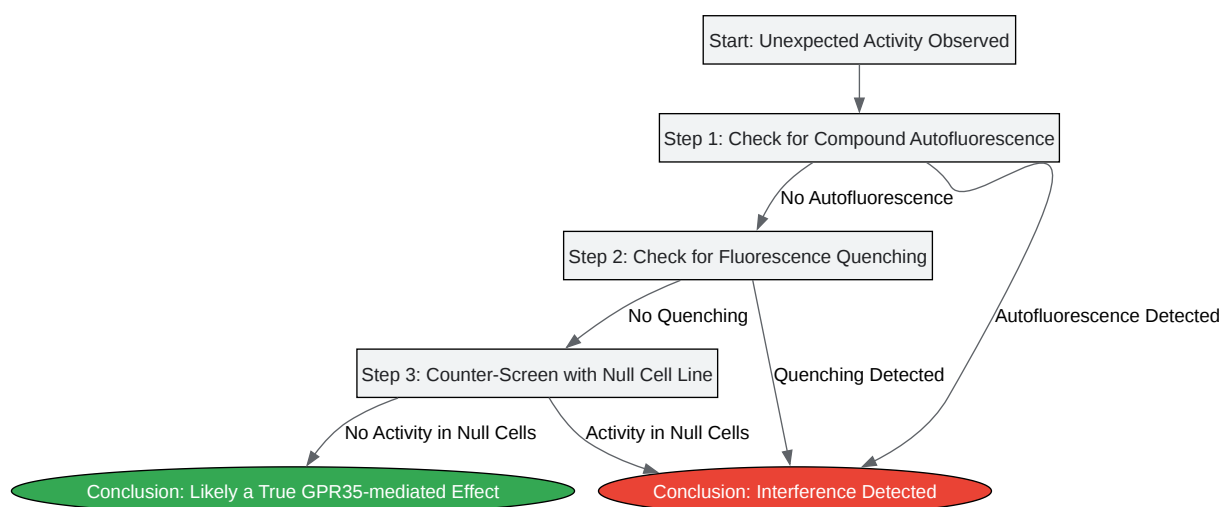 Start: Unexpected Activity Observed
Step 1: Check for Compound Autofluorescence
No Autofluorescence
Step 2: Check for Fluorescence Quenching
No Quenching
Autofluorescence Detected
Step 3: Counter-Screen with Null Cell Line
Quenching Detected
No Activity in Null Cells
Activity in Null Cells
Conclusion: Likely a True GPR35-mediated Effect
Conclusion: Interference Detected